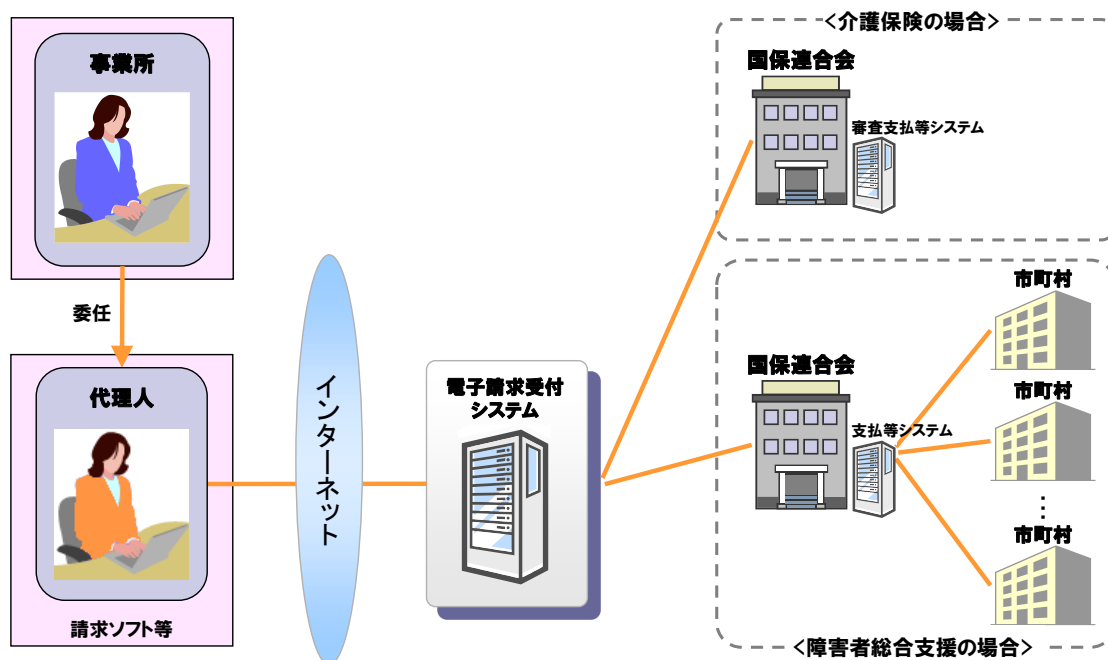 事業所
委任
代理人
請求ソフト等
インターネット
電子請求受付
システム
<介護保険の場合>
国保連合会
審査支払等システム
国保連合会
支払等システム
市町村
市町村
⋮
市町村
<障害者総合支援の場合>